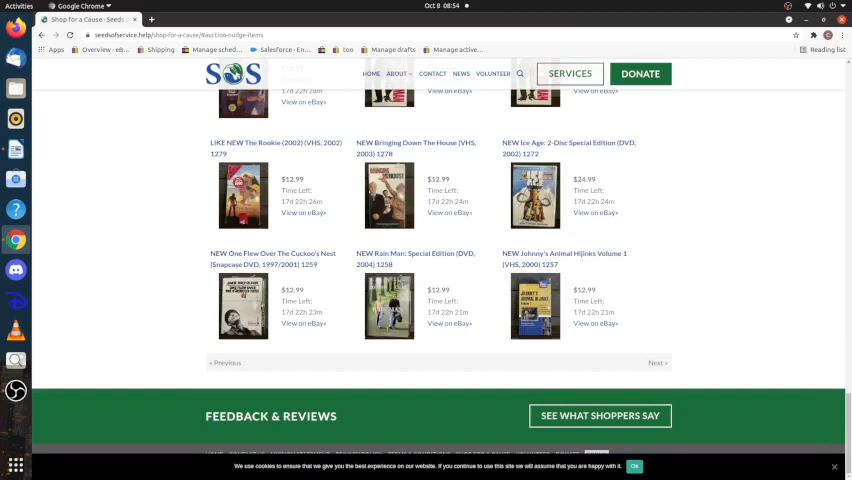 Activities Google Chrome Oct 8 08:54
Shop for a Cause - Seeds
seedsofservice.help/shop-for-a-cause/#auction-nudge-items
Apps Overview - eB... Shipping Manage sched... Salesforce - En... too Manage drafts Manage active... Reading list
SOS HOME ABOUT CONTACT NEWS VOLUNTEER SERVICES DONATE
17d 22h 28m
View on eBay» View on eBay» View on eBay»
LIKE NEW The Rookie (2002) (VHS, 2002) 1279
NEW Bringing Down The House (VHS, 2003) 1278
NEW Ice Age: 2-Disc Special Edition (DVD, 2002) 1272
$12.99 $12.99 $24.99
Time Left: Time Left: Time Left:
17d 22h 26m 17d 22h 24m 17d 22h 24m
View on eBay» View on eBay» View on eBay»
NEW One Flew Over The Cuckoo's Nest (Snapcase DVD, 1997/2001) 1259
NEW Rain Man: Special Edition (DVD, 2004) 1258
NEW Johnny's Animal Hijinks Volume 1 (VHS, 2000) 1257
$12.99 $12.99 $12.99
Time Left: Time Left: Time Left:
17d 22h 23m 17d 22h 21m 17d 22h 21m
View on eBay» View on eBay» View on eBay»
« Previous Next »
FEEDBACK & REVIEWS SEE WHAT SHOPPERS SAY
We use cookies to ensure that we give you the best experience on our website. If you continue to use this site we will assume that you are happy with it. Ok